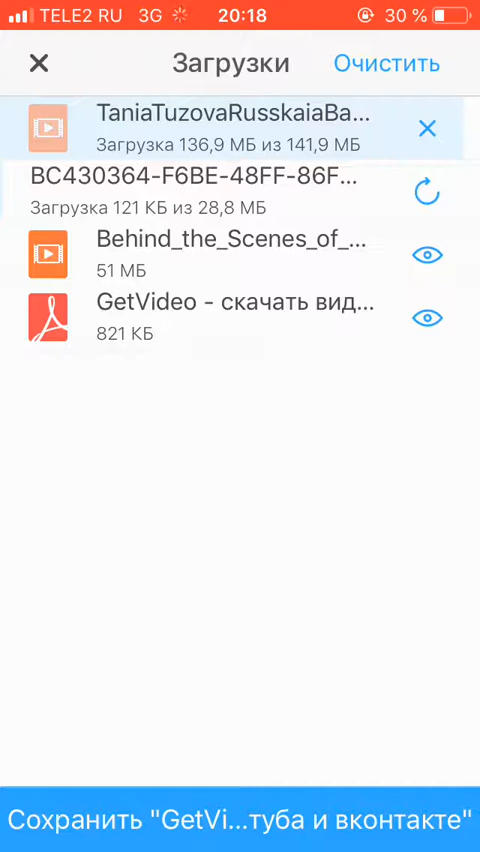 TELE2 RU 3G 20:18 30 %
Загрузки Очистить
TaniaTuzovaRusskaiaBa...
Загрузка 136,9 МБ из 141,9 МБ
BC430364-F6BE-48FF-86F...
Загрузка 121 КБ из 28,8 МБ
Behind_the_Scenes_of_...
51 МБ
GetVideo - скачать вид...
821 КБ
Сохранить "GetVi...туба и вконтакте"